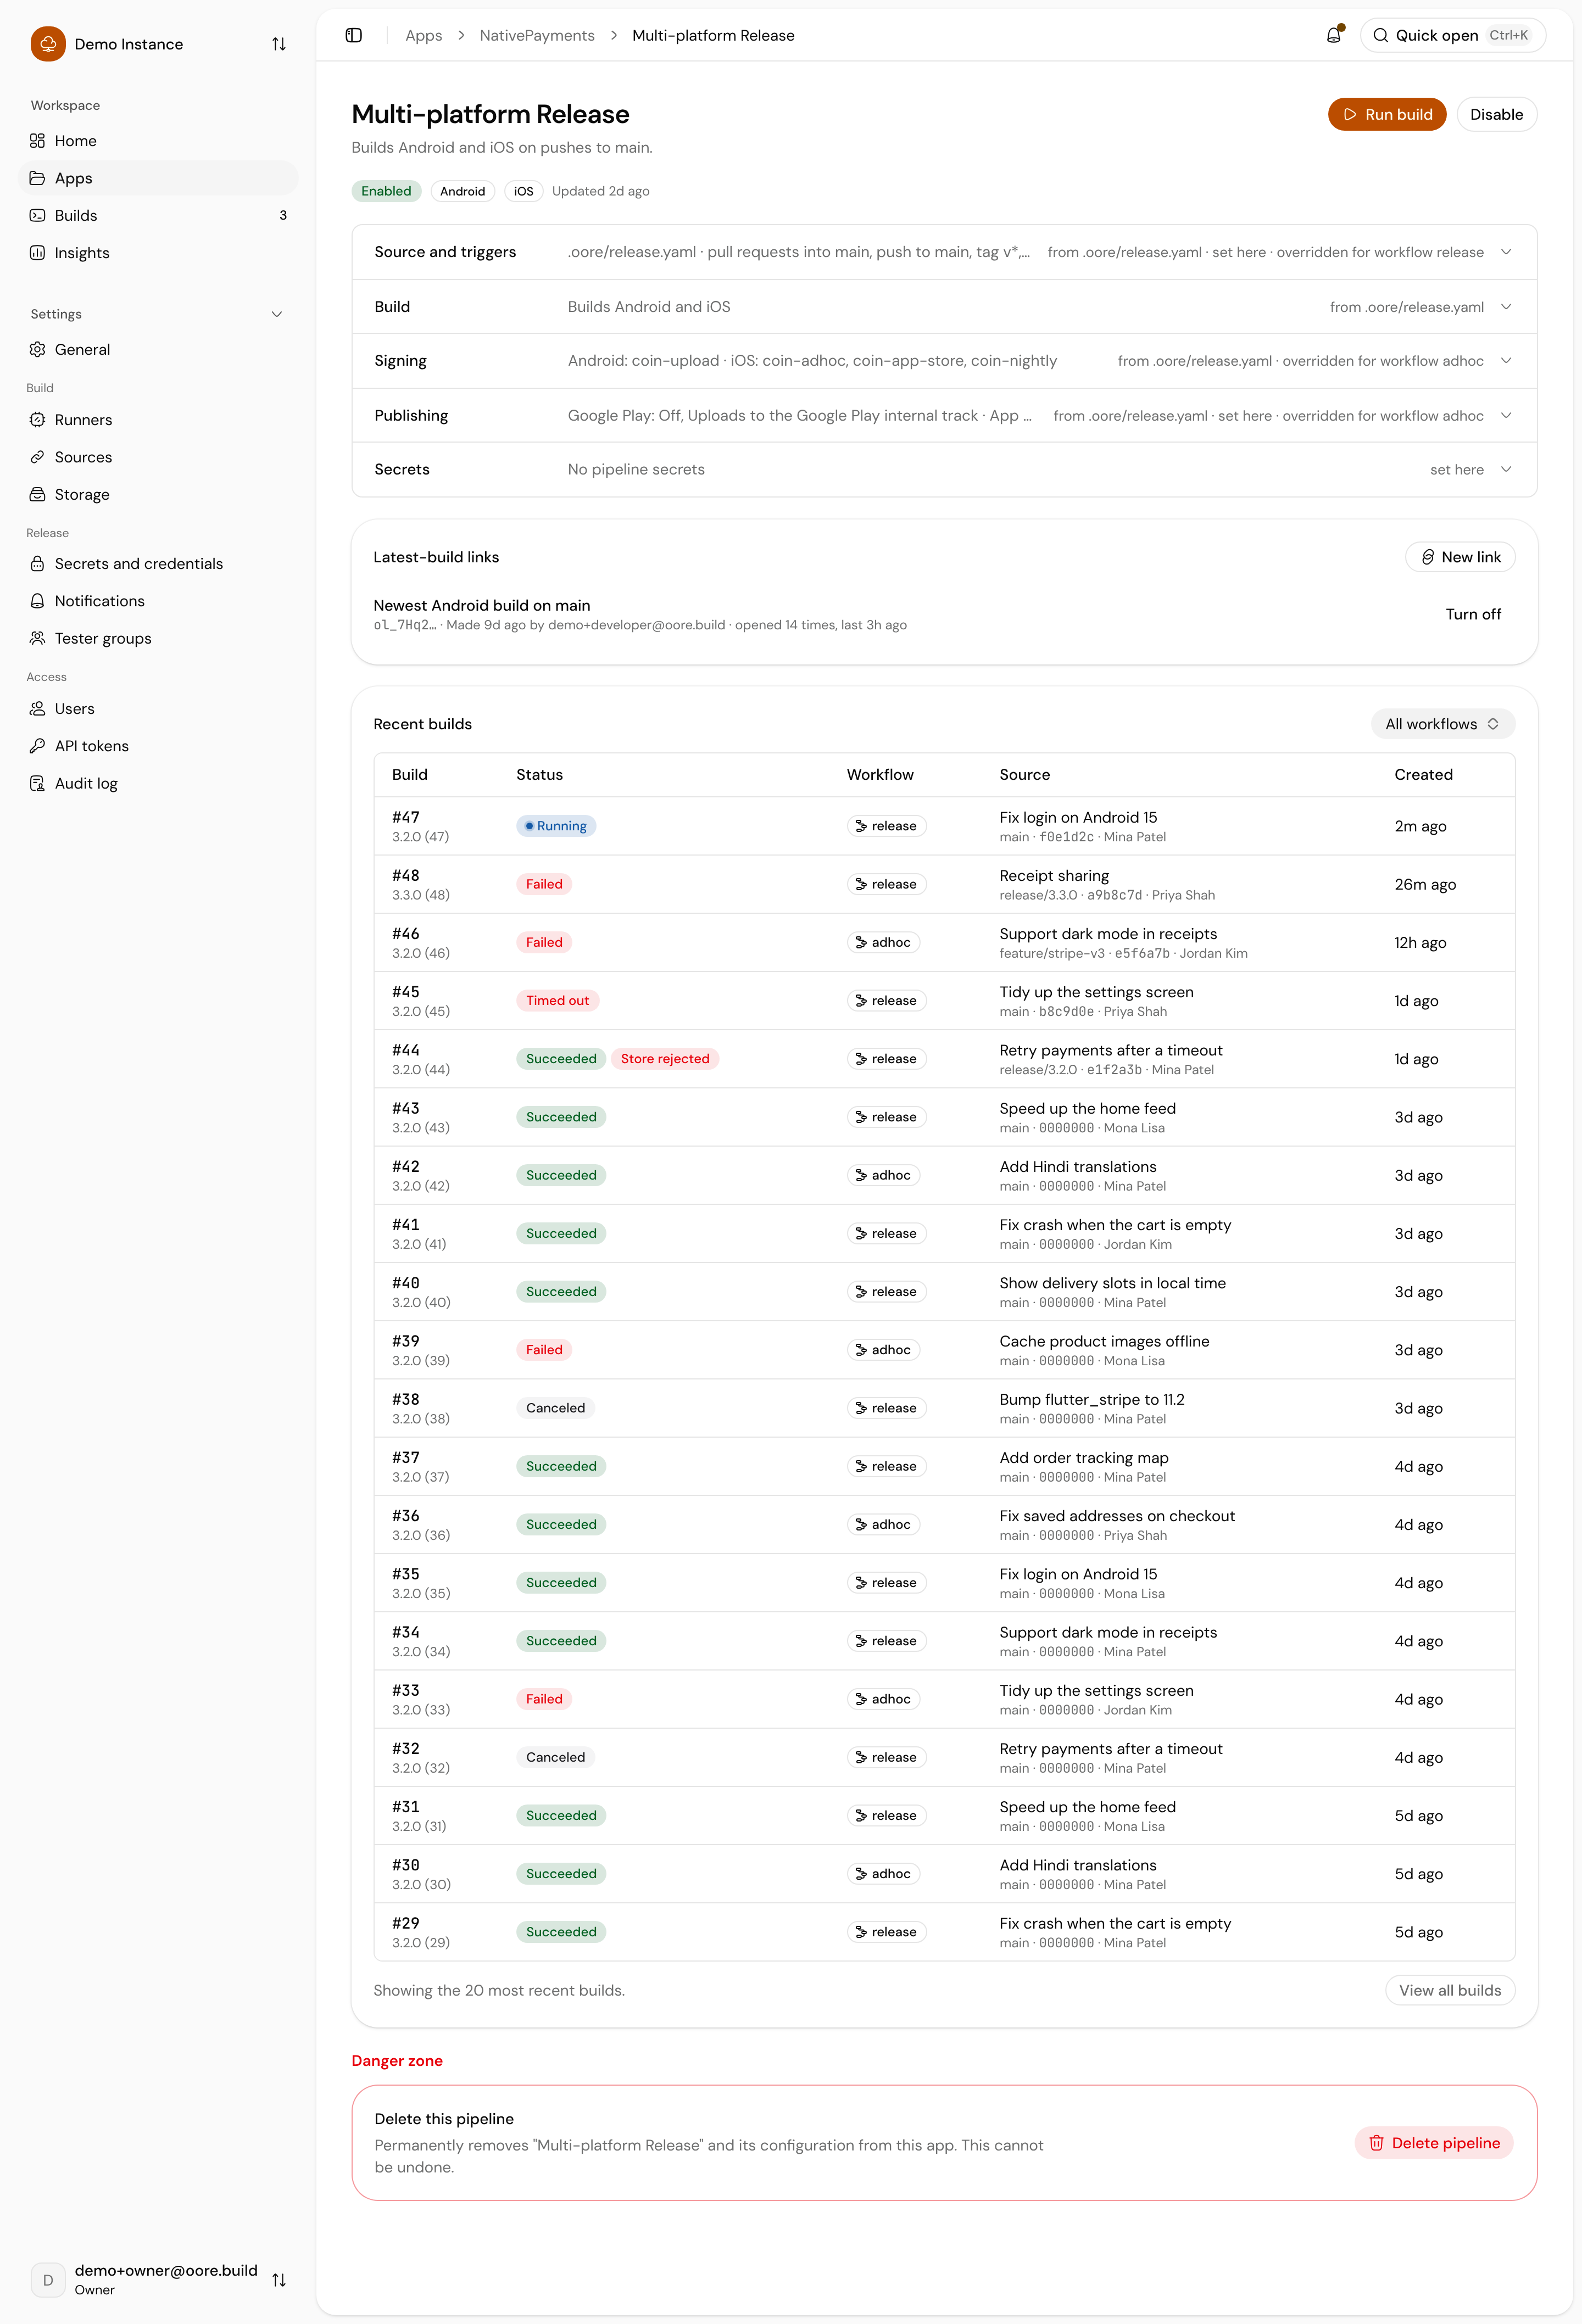 Demo Instance
Workspace
Home
Apps
Builds
3
Insights
Settings
General
Build
Runners
Sources
Storage
Release
Secrets and credentials
Notifications
Tester groups
Access
Users
API tokens
Audit log
D
demo+owner@oore.build
Owner
Apps > NativePayments > Multi-platform Release
Quick open Ctrl+K
Multi-platform Release
Run build
Disable
Builds Android and iOS on pushes to main.
Enabled Android iOS Updated 2d ago
Source and triggers .oore/release.yaml · pull requests into main, push to main, tag v*,... from .oore/release.yaml · set here · overridden for workflow release
Build Builds Android and iOS from .oore/release.yaml
Signing Android: coin-upload · iOS: coin-adhoc, coin-app-store, coin-nightly from .oore/release.yaml · overridden for workflow adhoc
Publishing Google Play: Off, Uploads to the Google Play internal track · App ... from .oore/release.yaml · set here · overridden for workflow adhoc
Secrets No pipeline secrets set here
Latest-build links
New link
Newest Android build on main
ol_7Hq2… · Made 9d ago by demo+developer@oore.build · opened 14 times, last 3h ago
Turn off
Recent builds
All workflows
Build Status Workflow Source Created
#47 Running release Fix login on Android 15 2m ago
3.2.0 (47) main · f0e1d2c · Mina Patel
#48 Failed release Receipt sharing 26m ago
3.3.0 (48) release/3.3.0 · a9b8c7d · Priya Shah
#46 Failed adhoc Support dark mode in receipts 12h ago
3.2.0 (46) feature/stripe-v3 · e5f6a7b · Jordan Kim
#45 Timed out release Tidy up the settings screen 1d ago
3.2.0 (45) main · b8c9d0e · Priya Shah
#44 Succeeded Store rejected release Retry payments after a timeout 1d ago
3.2.0 (44) release/3.2.0 · e1f2a3b · Mina Patel
#43 Succeeded release Speed up the home feed 3d ago
3.2.0 (43) main · 0000000 · Mona Lisa
#42 Succeeded adhoc Add Hindi translations 3d ago
3.2.0 (42) main · 0000000 · Mina Patel
#41 Succeeded release Fix crash when the cart is empty 3d ago
3.2.0 (41) main · 0000000 · Jordan Kim
#40 Succeeded release Show delivery slots in local time 3d ago
3.2.0 (40) main · 0000000 · Mina Patel
#39 Failed adhoc Cache product images offline 3d ago
3.2.0 (39) main · 0000000 · Mona Lisa
#38 Canceled release Bump flutter_stripe to 11.2 3d ago
3.2.0 (38) main · 0000000 · Mina Patel
#37 Succeeded release Add order tracking map 4d ago
3.2.0 (37) main · 0000000 · Mina Patel
#36 Succeeded adhoc Fix saved addresses on checkout 4d ago
3.2.0 (36) main · 0000000 · Priya Shah
#35 Succeeded release Fix login on Android 15 4d ago
3.2.0 (35) main · 0000000 · Mona Lisa
#34 Succeeded release Support dark mode in receipts 4d ago
3.2.0 (34) main · 0000000 · Mina Patel
#33 Failed adhoc Tidy up the settings screen 4d ago
3.2.0 (33) main · 0000000 · Jordan Kim
#32 Canceled release Retry payments after a timeout 4d ago
3.2.0 (32) main · 0000000 · Mina Patel
#31 Succeeded release Speed up the home feed 5d ago
3.2.0 (31) main · 0000000 · Mona Lisa
#30 Succeeded adhoc Add Hindi translations 5d ago
3.2.0 (30) main · 0000000 · Mina Patel
#29 Succeeded release Fix crash when the cart is empty 5d ago
3.2.0 (29) main · 0000000 · Mina Patel
Showing the 20 most recent builds.
View all builds
Danger zone
Delete this pipeline
Permanently removes "Multi-platform Release" and its configuration from this app. This cannot
be undone.
Delete pipeline